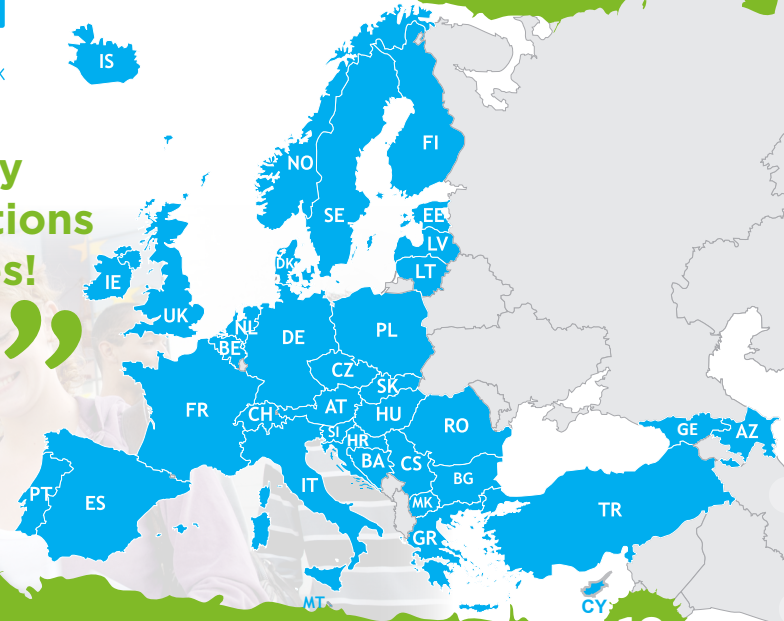 x
y
tions
s!
”
IS
NO
SE
FI
EE
LV
LT
DK
IE
UK
NL
BE
DE
PL
CZ
SK
FR
CH
AT
HU
SI
HR
BA
CS
RO
BG
MK
IT
PT
ES
GR
MT
TR
GE
AZ
CY